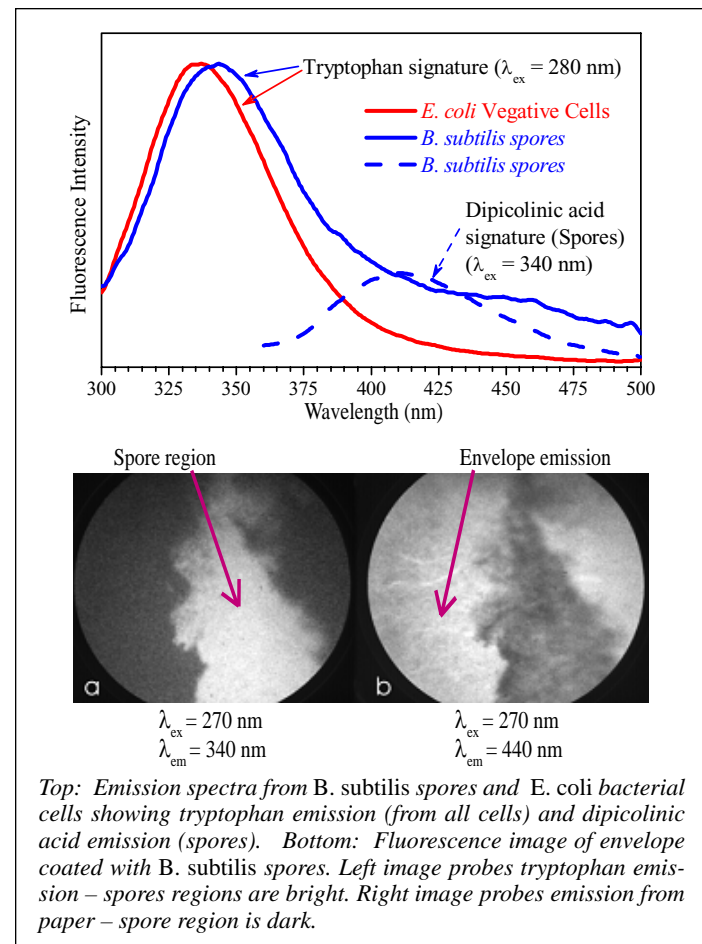 Tryptophan signature (λex = 280 nm)
E. coli Vegative Cells
B. subtilis spores
B. subtilis spores
Dipicolinic acid
signature (Spores)
(λex = 340 nm)
Fluorescence Intensity
300 325 350 375 400 425 450 475 500
Wavelength (nm)
Spore region Envelope emission
a b
λex = 270 nm λex = 270 nm
λem = 340 nm λem = 440 nm
Top: Emission spectra from B. subtilis spores and E. coli bacterial
cells showing tryptophan emission (from all cells) and dipicolinic
acid emission (spores). Bottom: Fluorescence image of envelope
coated with B. subtilis spores. Left image probes tryptophan emis-
sion – spores regions are bright. Right image probes emission from
paper – spore region is dark.